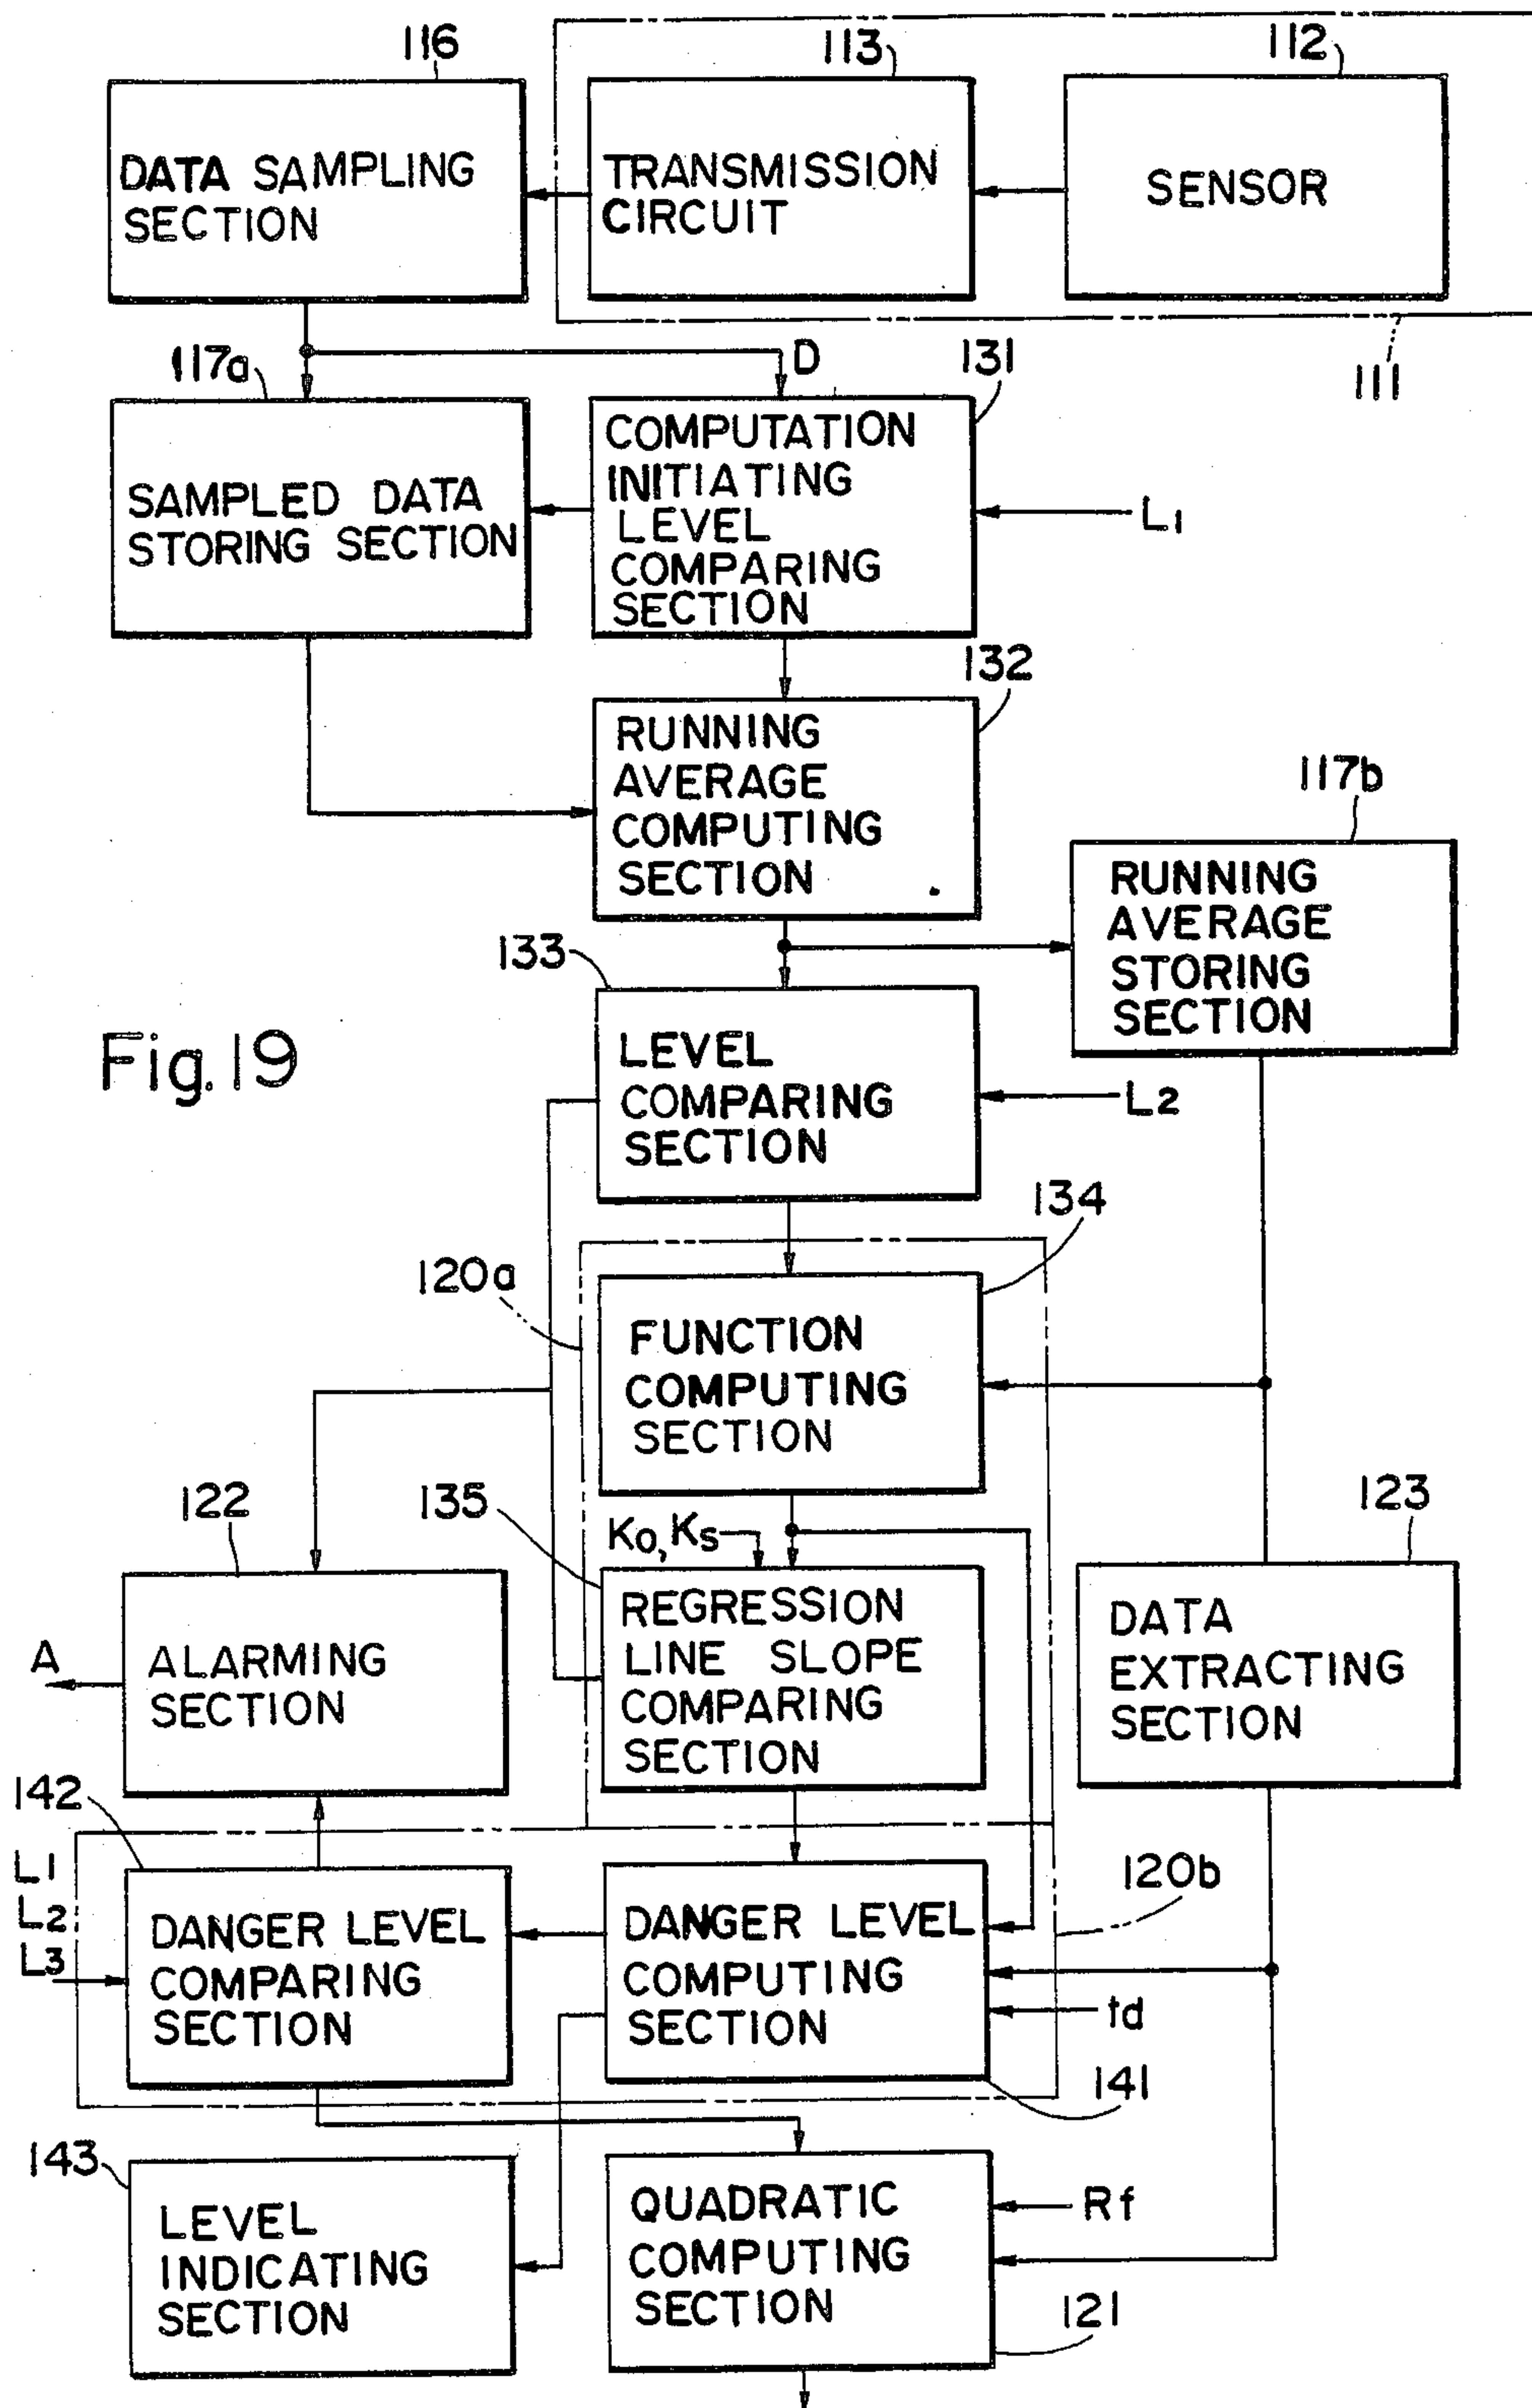 116
113
112
DATA SAMPLING
SECTION
TRANSMISSION
CIRCUIT
SENSOR
111
117a
D
131
SAMPLED DATA
STORING SECTION
COMPUTATION
INITIATING
LEVEL
COMPARING
SECTION
L1
132
RUNNING
AVERAGE
COMPUTING
SECTION
117b
RUNNING
AVERAGE
STORING
SECTION
133
Fig. 19
LEVEL
COMPARING
SECTION
L2
134
120a
FUNCTION
COMPUTING
SECTION
122
135
Ko, Ks
123
REGRESSION
LINE SLOPE
COMPARING
SECTION
DATA
EXTRACTING
SECTION
A
ALARMING
SECTION
142
L1
L2
L3
DANGER LEVEL
COMPARING
SECTION
DANGER LEVEL
COMPUTING
SECTION
120b
td
141
143
LEVEL
INDICATING
SECTION
QUADRATIC
COMPUTING
SECTION
Rf
121